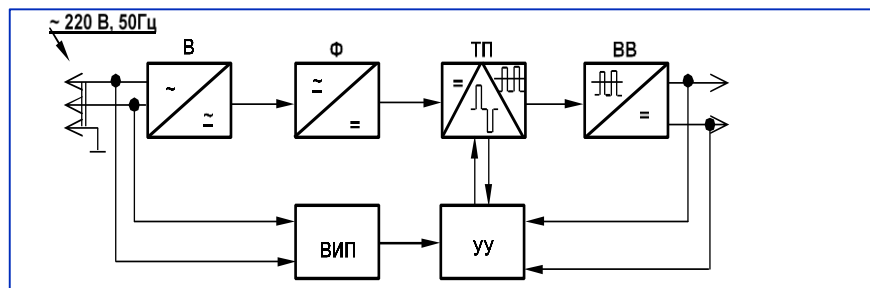 ~ 220 В, 50Гц
В Ф ТП ВВ
~ = ~ = = =
ВИП УУ